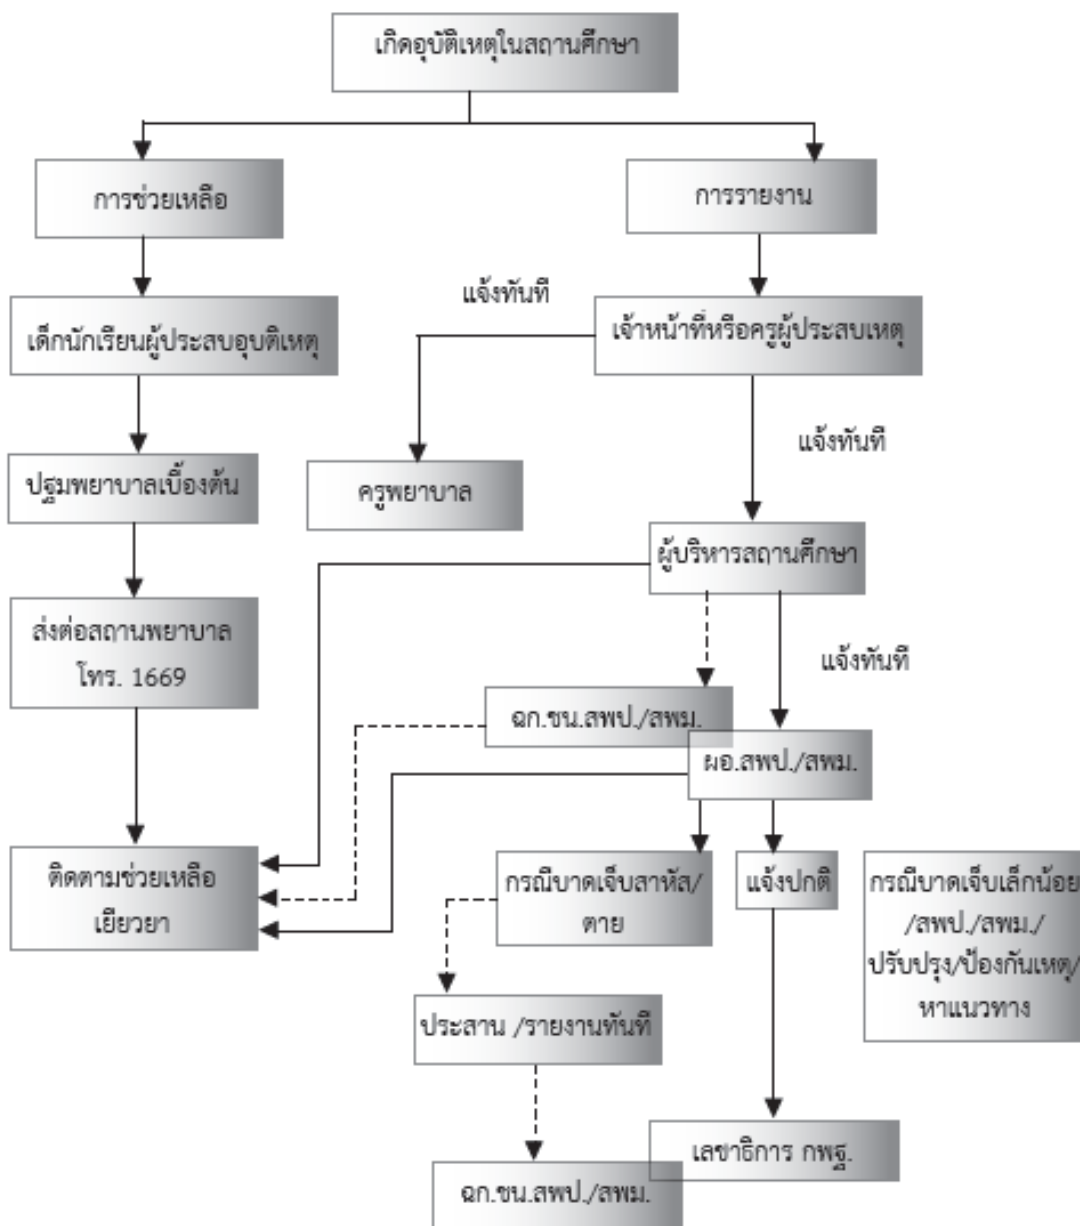 เกิดอุบัติเหตุในสถานศึกษา
การช่วยเหลือ
การรายงาน
แจ้งทันที
เด็กนักเรียนผู้ประสบอุบติเหตุ
เจ้าหน้าที่หรือครูผู้ประสบเหตุ
แจ้งทันที
ปฐมพยาบาลเบื้องต้น
ครูพยาบาล
ผู้บริหารสถานศึกษา
ส่งต่อสถานพยาบาล
โทร. 1669
แจ้งทันที
ฉก.ชน.สพป./สพม.
ผอ.สพป./สพม.
ติดตามช่วยเหลือ
เยียวยา
กรณีบาดเจ็บสาหัส/
ตาย
แจ้งปกติ
กรณีบาดเจ็บเล็กน้อย
/สพป./สพม./
ปรับปรุง/ป้องกันเหตุ/
หาแนวทาง
ประสาน /รายงานทันที
เลขาธิการ กพฐ.
ฉก.ชน.สพป./สพม.